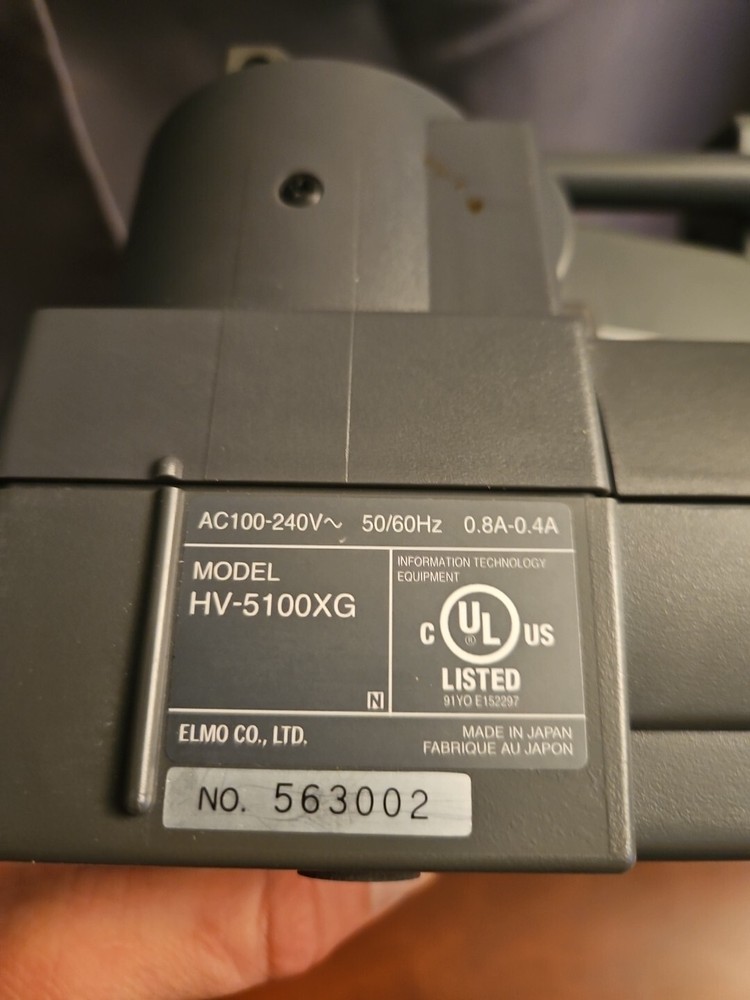 AC100-240V~ 50/60Hz 0.8A-0.4A
MODEL
HV-5100XG
N
INFORMATION TECHNOLOGY
EQUIPMENT
C UL ® US
LISTED
91YO E152297
ELMO CO., LTD.
MADE IN JAPAN
FABRIQUE AU JAPON
NO. 563002